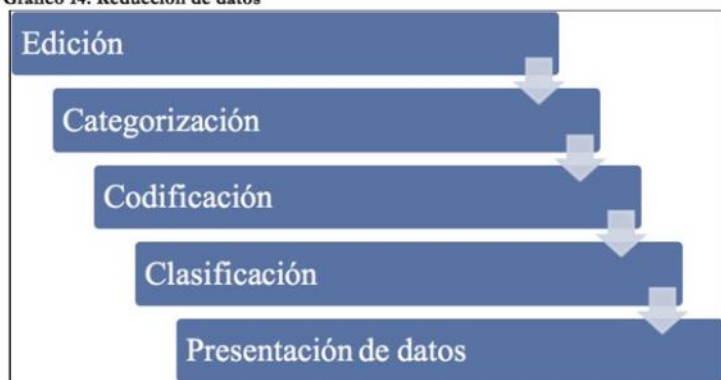 Gráfico 14. Reducción de datos
Edición
Categorización
Codificación
Clasificación
Presentación de datos